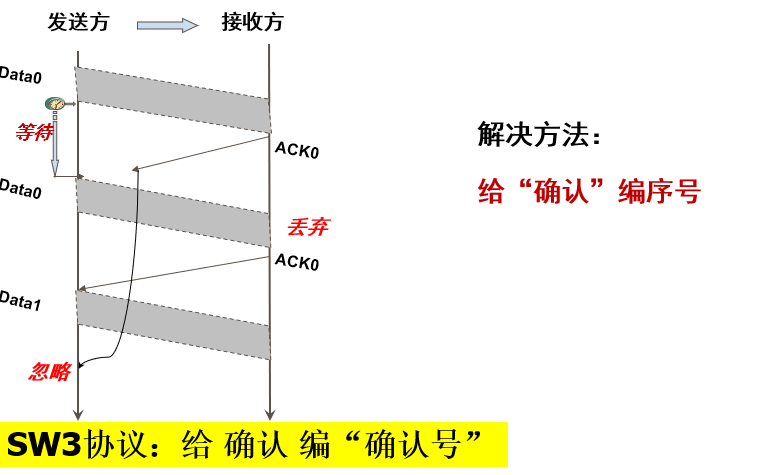 发送方
接收方
Data0
等待
ACK0
Data0
丢弃
ACK0
Data1
忽略
解决方法：
给“确认”编序号
SW3协议：给 确认 编“确认号”